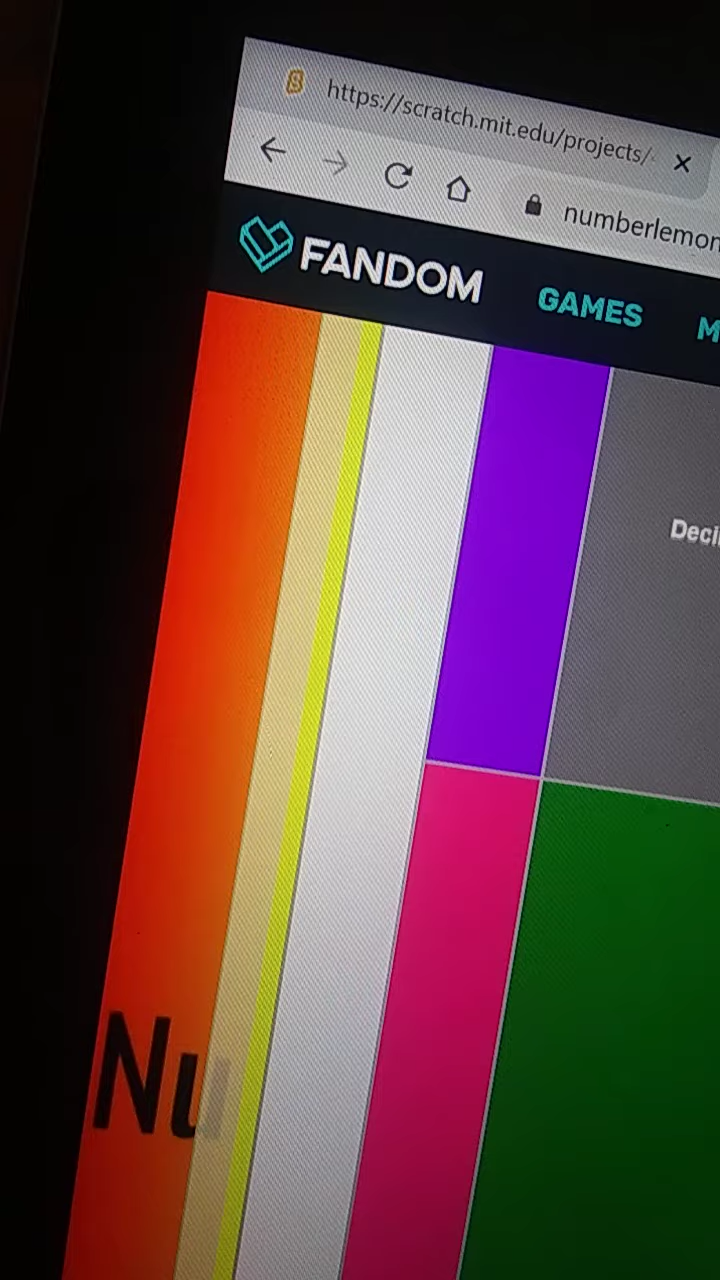 https://scratch.mit.edu/projects/
numberlemon
FANDOM
GAMES
M
Deci
Nu